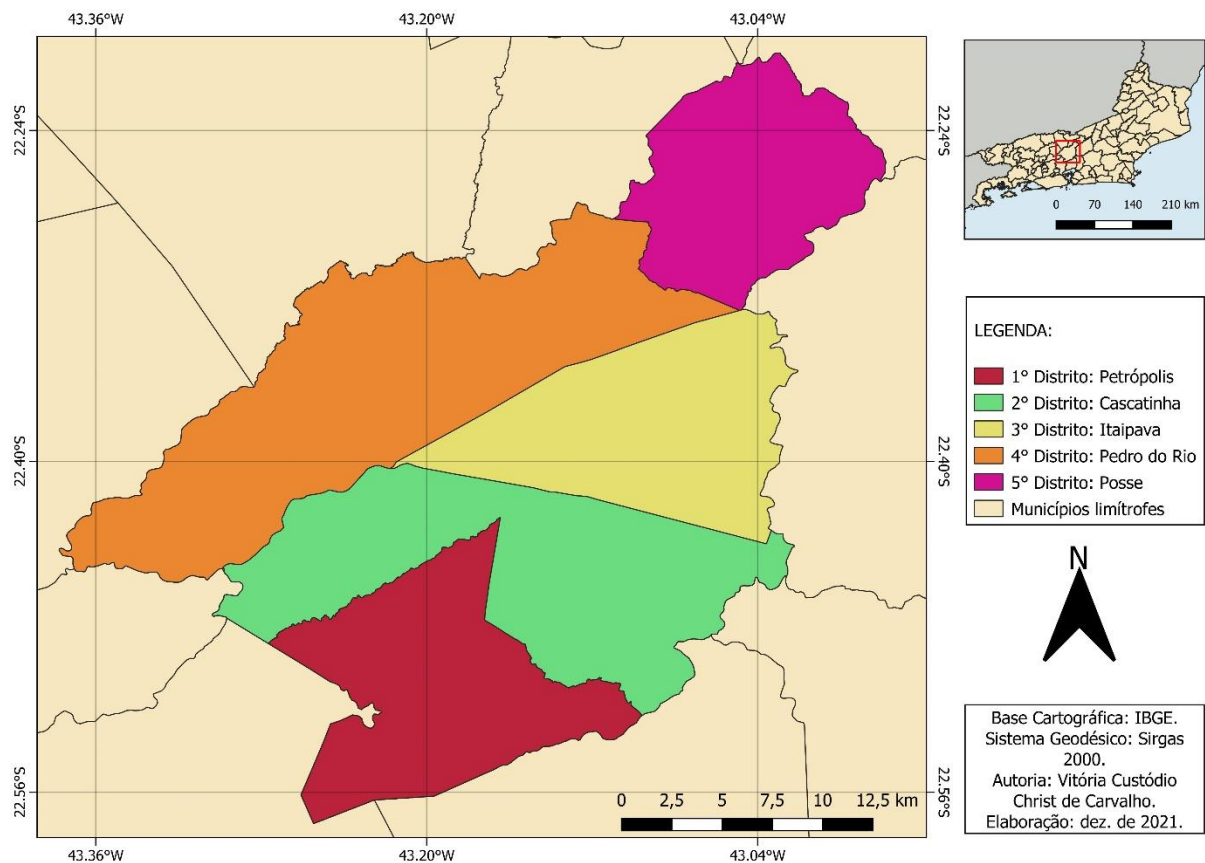 43.36°W 43.20°W 43.04°W
22.24°S 22.24°S
22.40°S 22.40°S
22.56°S 22.56°S
0 2,5 5 7,5 10 12,5 km
43.36°W 43.20°W 43.04°W
0 70 140 210 km
LEGENDA:
1° Distrito: Petrópolis
2° Distrito: Cascatinha
3° Distrito: Itaipava
4° Distrito: Pedro do Rio
5° Distrito: Posse
Municípios limítrofes
N
Base Cartográfica: IBGE.
Sistema Geodésico: Sirgas
2000.
Autoria: Vitória Custódio
Christ de Carvalho.
Elaboração: dez. de 2021.